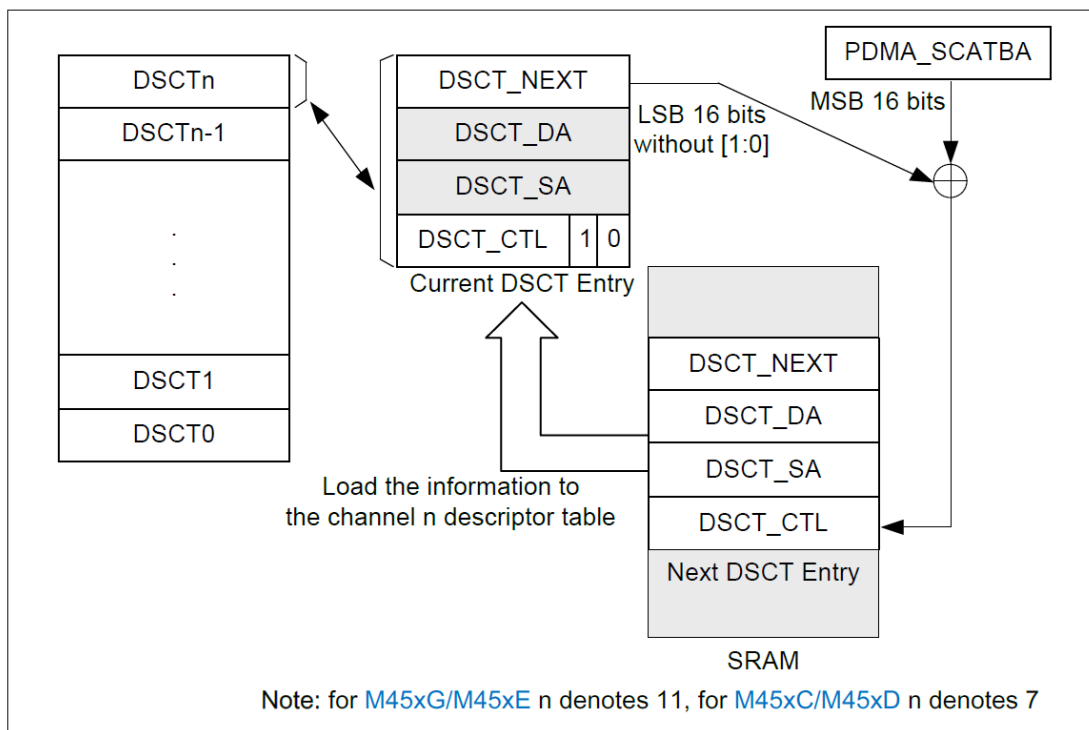 DSCTn
DSCTn-1
.
.
.
DSCT1
DSCT0
DSCT_NEXT
DSCT_DA
DSCT_SA
DSCT_CTL 1 0
Current DSCT Entry
PDMA_SCATBA
MSB 16 bits
LSB 16 bits
without [1:0]
Load the information to
the channel n descriptor table
DSCT_NEXT
DSCT_DA
DSCT_SA
DSCT_CTL
Next DSCT Entry
SRAM
Note: for M45xG/M45xE n denotes 11, for M45xC/M45xD n denotes 7